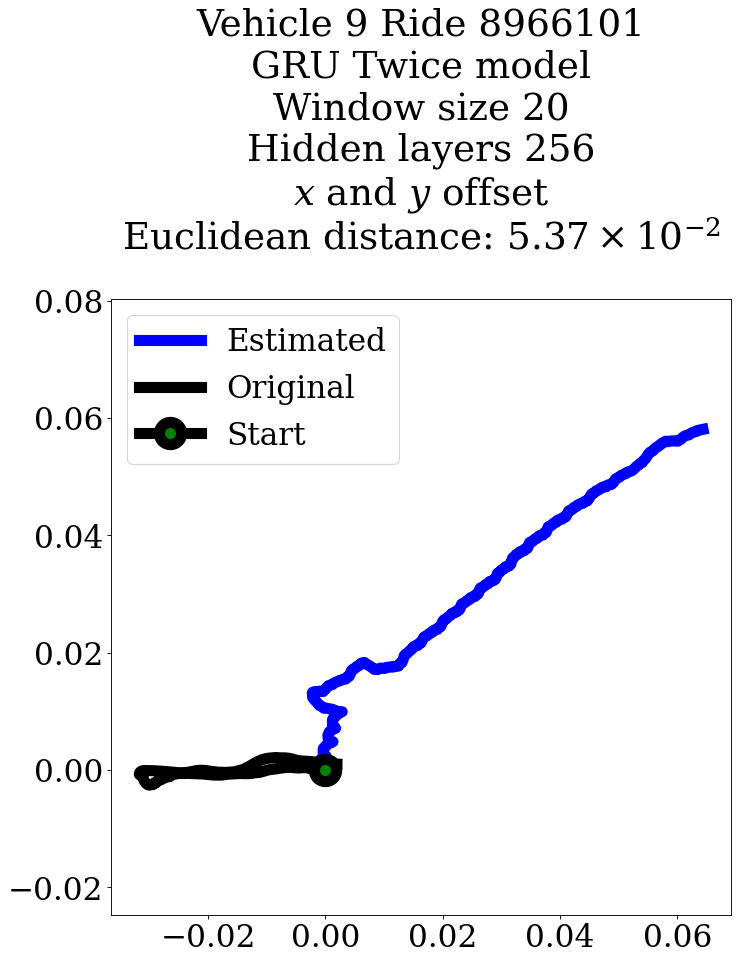 Vehicle 9 Ride 8966101
GRU Twice model
Window size 20
Hidden layers 256
x and y offset
Euclidean distance: 5.37 × 10⁻²
Estimated
Original
Start
0.08
0.06
0.04
0.02
0.00
−0.02
−0.02 0.00 0.02 0.04 0.06